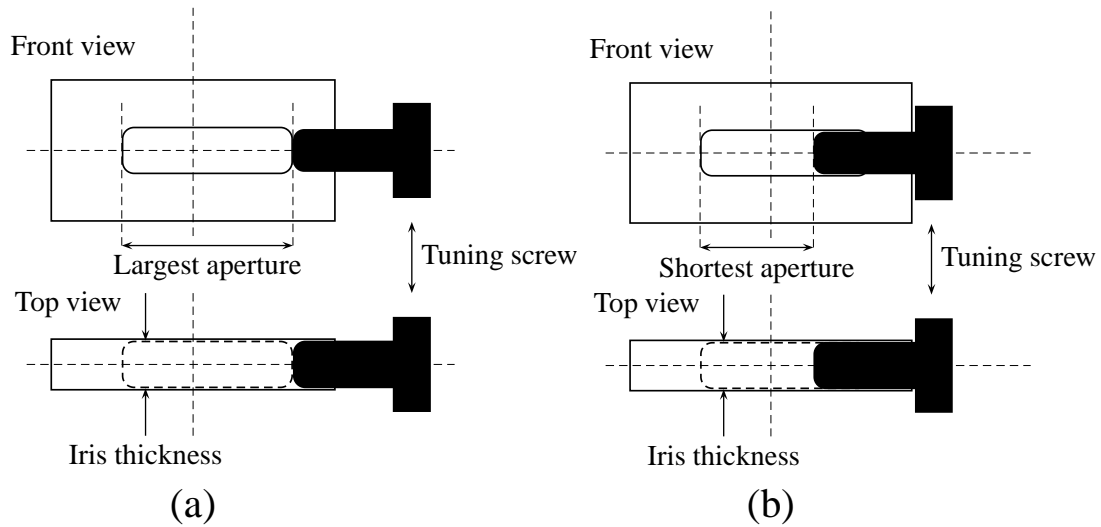 Front view
Largest aperture
Tuning screw
Top view
Iris thickness
(a)
Front view
Shortest aperture
Tuning screw
Top view
Iris thickness
(b)